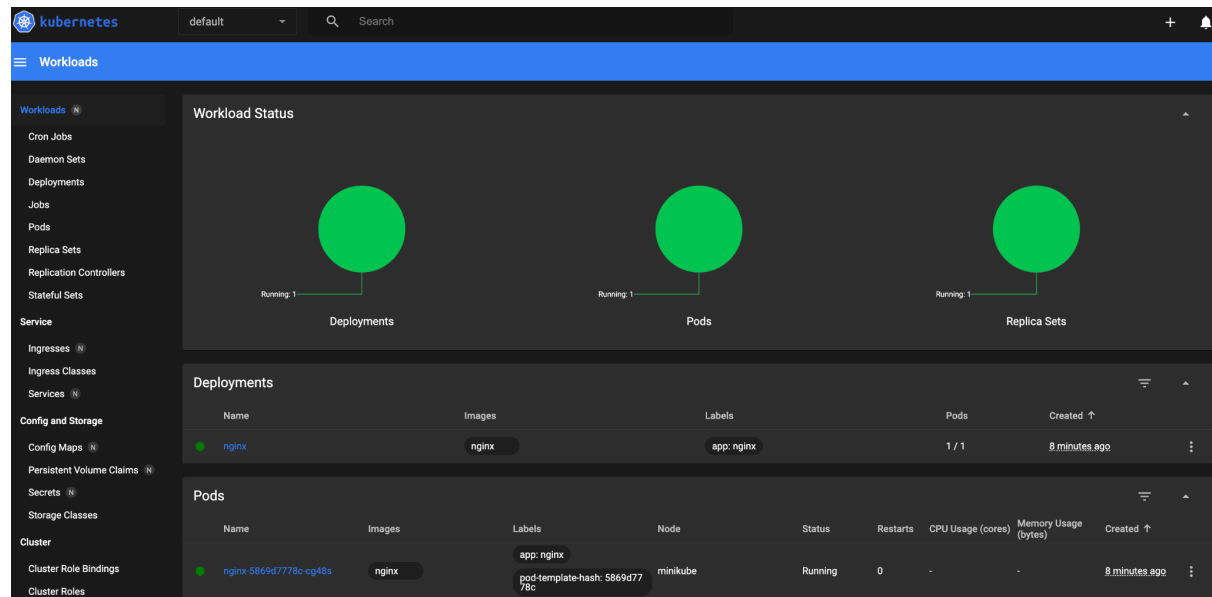 kubernetes
default
Search
Workloads
Workloads N
Cron Jobs
Daemon Sets
Deployments
Jobs
Pods
Replica Sets
Replication Controllers
Stateful Sets
Service
Ingresses N
Ingress Classes
Services N
Config and Storage
Config Maps N
Persistent Volume Claims N
Secrets N
Storage Classes
Cluster
Cluster Role Bindings
Cluster Roles
Workload Status
Running: 1
Deployments
Running: 1
Pods
Running: 1
Replica Sets
Deployments
Name Images Labels Pods Created
nginx nginx app: nginx 1 / 1 8 minutes ago
Pods
Name Images Labels Node Status Restarts CPU Usage (cores) Memory Usage (bytes) Created
app: nginx
nginx-5869d7778c-cg48s nginx pod-template-hash: 5869d77 minikube Running 0 - - 8 minutes ago
78c